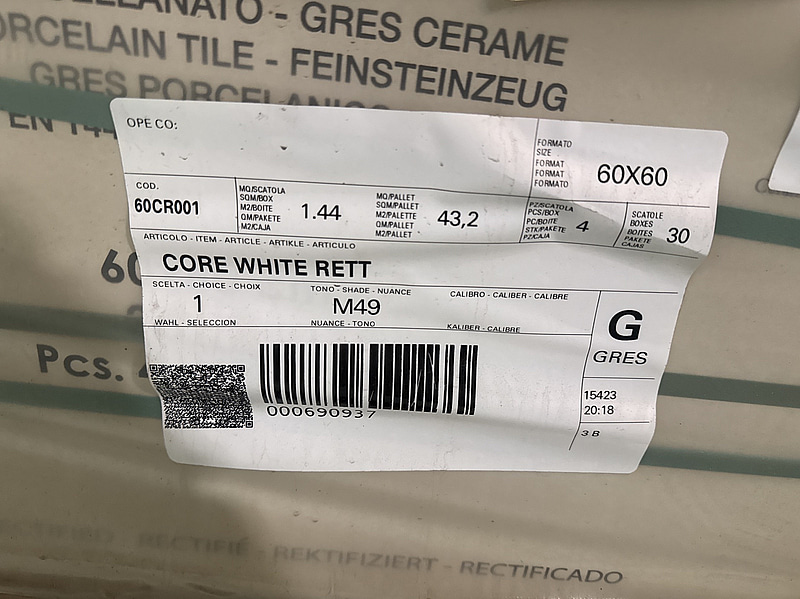 GRES CERAME
PORCELAIN TILE - FEINSTEINZEUG
GRES PORCELANICO
OPE CO:
FORMATO
SIZE
FORMAT
FORMAT
FORMATO
60X60
COD.
60CR001
MQ/SCATOLA
SQM/BOX
M2/BOITE
QM/PAKETE
M2/CAJA
1.44
MQ/PALLET
SQM/PALLET
M2/PALETTE
QM/PALLET
M2/PALLET
43,2
PZ/SCATOLA
PCS/BOX
PC/BOITE
STK/PAKETE
PZ/CAJA
4
SCATOLE
BOXES
BOITES
PAKETE
CAJAS
30
ARTICOLO - ITEM - ARTICLE - ARTIKLE - ARTICULO
CORE WHITE RETT
SCELTA - CHOICE - CHOIX
1
WAHL - SELECCION
TONO - SHADE - NUANCE
M49
NUANCE - TONO
CALIBRO - CALIBER - CALIBRE
KALIBER - CALIBRE
G
GRES
Pcs.
000690937
15423
20:18
3 B
RECTIFIED - RECTIFIÉ - REKTIFIZIERT - RECTIFICADO